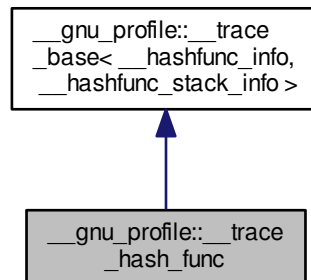 __gnu_profile::__trace
_base< __hashfunc_info,
__hashfunc_stack_info >
__gnu_profile::__trace
_hash_func